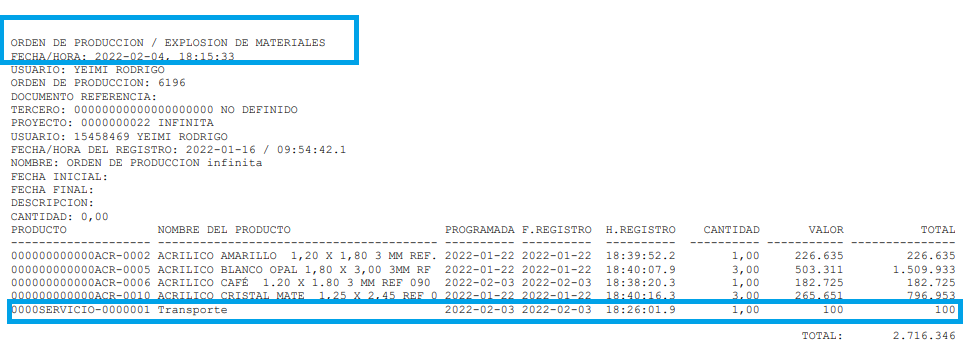 ORDEN DE PRODUCCION / EXPLOSION DE MATERIALES
FECHA/HORA: 2022-02-04, 18:15:33
USUARIO: YEIMI RODRIGO
ORDEN DE PRODUCCION: 6196
DOCUMENTO REFERENCIA:
TERCERO: 00000000000000000000 NO DEFINIDO
PROYECTO: 0000000022 INFINITA
USUARIO: 15458469 YEIMI RODRIGO
FECHA/HORA DEL REGISTRO: 2022-01-16 / 09:54:42.1
NOMBRE: ORDEN DE PRODUCCION infinita
FECHA INICIAL:
FECHA FINAL:
DESCRIPCION:
CANTIDAD: 0,00
PRODUCTO NOMBRE DEL PRODUCTO PROGRAMADA F.REGISTRO H.REGISTRO CANTIDAD VALOR TOTAL
-------------------- ---------------------------------------- ---------- ---------- ---------- ------------ ----------- ---------------
000000000000ACR-0002 ACRILICO AMARILLO 1,20 X 1,80 3 MM REF. 2022-01-22 2022-01-22 18:39:52.2 1,00 226.635 226.635
000000000000ACR-0005 ACRILICO BLANCO OPAL 1,80 X 3,00 3MM RF 2022-01-22 2022-01-22 18:40:07.9 3,00 503.311 1.509.933
000000000000ACR-0006 ACRILICO CAFÉ 1.20 X 1.80 3 MM REF 090 2022-02-03 2022-02-03 18:38:20.3 1,00 182.725 182.725
000000000000ACR-0010 ACRILICO CRISTAL MATE 1,25 X 2,45 REF 0 2022-01-22 2022-01-22 18:40:16.3 3,00 265.651 796.953
0000SERVICIO-0000001 Transporte 2022-02-03 2022-02-03 18:26:01.9 1,00 100 100
TOTAL: 2.716.346